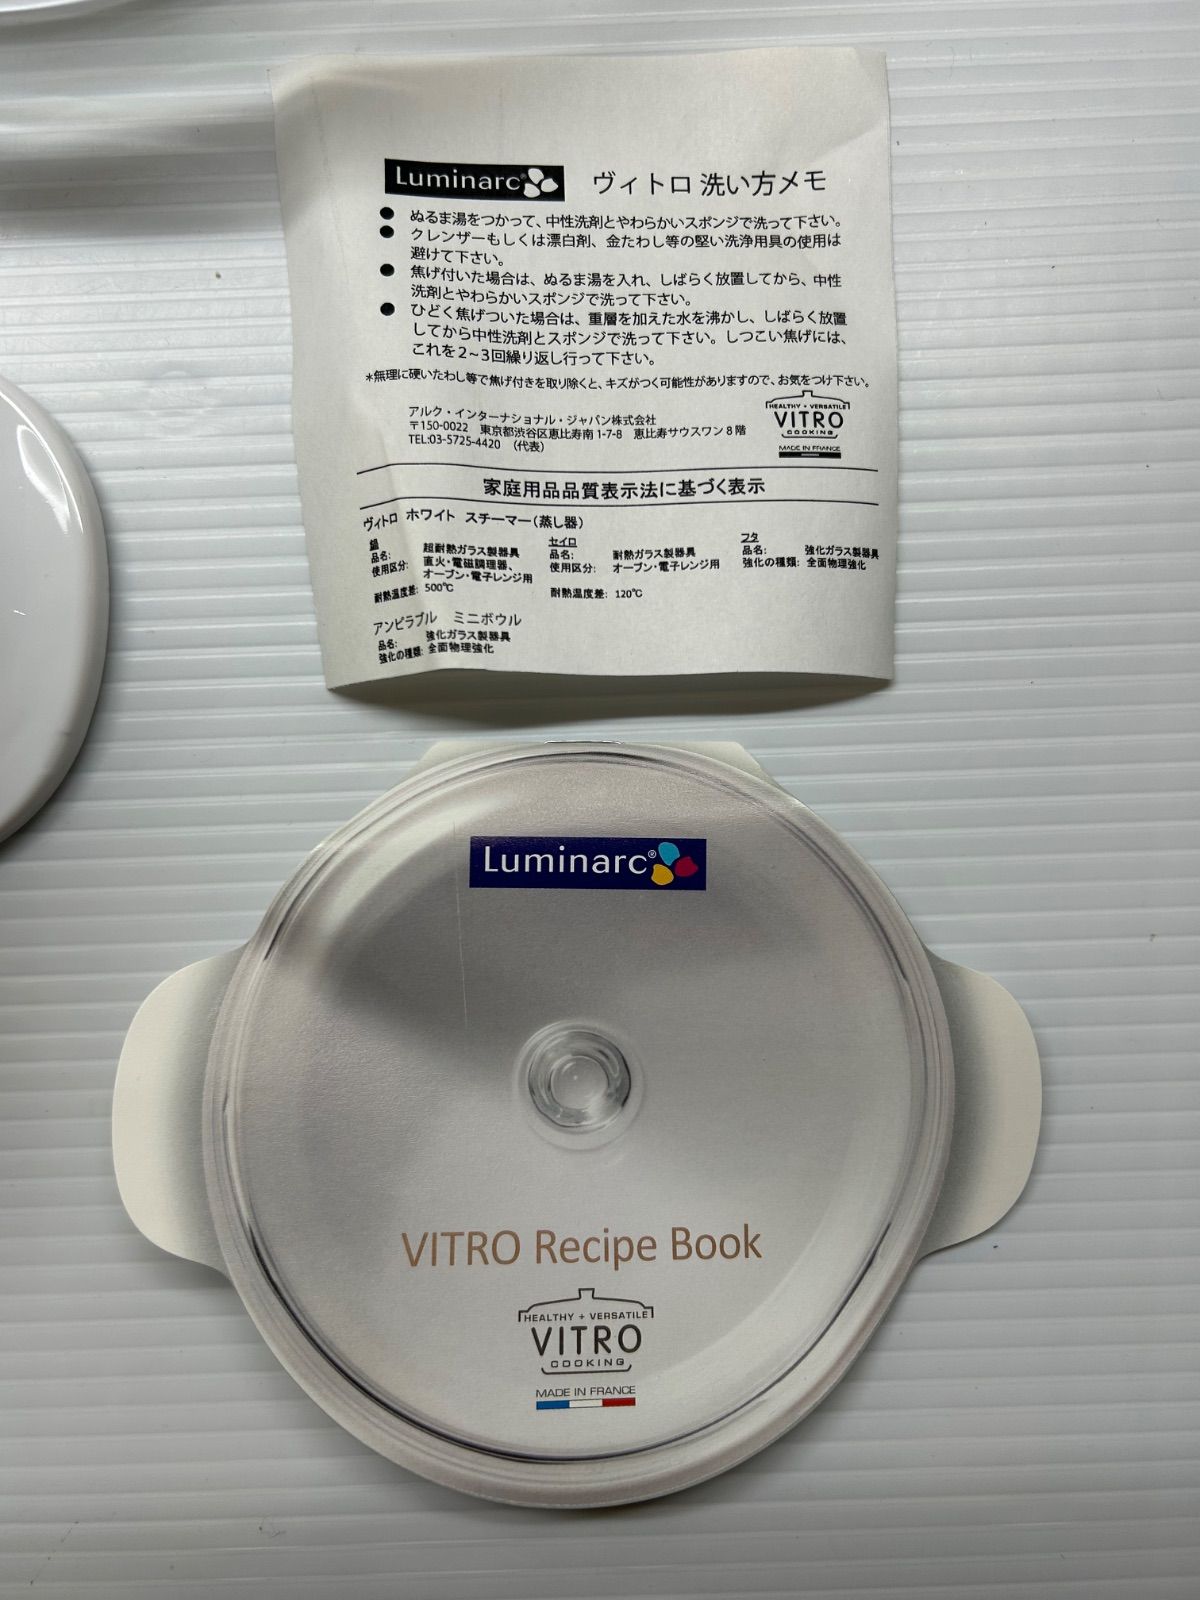 Luminarc® ヴィトロ 洗い方メモ
● ぬるま湯をつかって、中性洗剤とやわらかいスポンジで洗って下さい。
● クレンザーもしくは漂白剤、金たわし等の堅い洗浄用具の使用は
避けて下さい。
● 焦げ付いた場合は、ぬるま湯を入れ、しばらく放置してから、中性
洗剤とやわらかいスポンジで洗って下さい。
● ひどく焦げついた場合は、重層を加えた水を沸かし、しばらく放置
してから中性洗剤とスポンジで洗って下さい。しつこい焦げには、
これを2~3回繰り返し行って下さい。
*無理に硬いたわし等で焦げ付きを取り除くと、キズがつく可能性がありますので、お気をつけ下さい。
アルク・インターナショナル・ジャパン株式会社
〒150-0022 東京都渋谷区恵比寿南1-7-8 恵比寿サウスワン8階
TEL:03-5725-4420 (代表)
HEALTHY + VERSATILE
VITRO
COOKING
MADE IN FRANCE
家庭用品品質表示法に基づく表示
ヴィトロ ホワイト スチーマー(蒸し器)
鍋
品名: 超耐熱ガラス製器具
使用区分: 直火・電磁調理器、
オーブン・電子レンジ用
耐熱温度差: 500℃
セイロ
品名: 耐熱ガラス製器具
使用区分: オーブン・電子レンジ用
耐熱温度差: 120℃
フタ
品名: 強化ガラス製器具
強化の種類: 全面物理強化
アンピラブル ミニボウル
品名: 強化ガラス製器具
強化の種類: 全面物理強化
Luminarc®
VITRO Recipe Book
HEALTHY + VERSATILE
VITRO
COOKING
MADE IN FRANCE